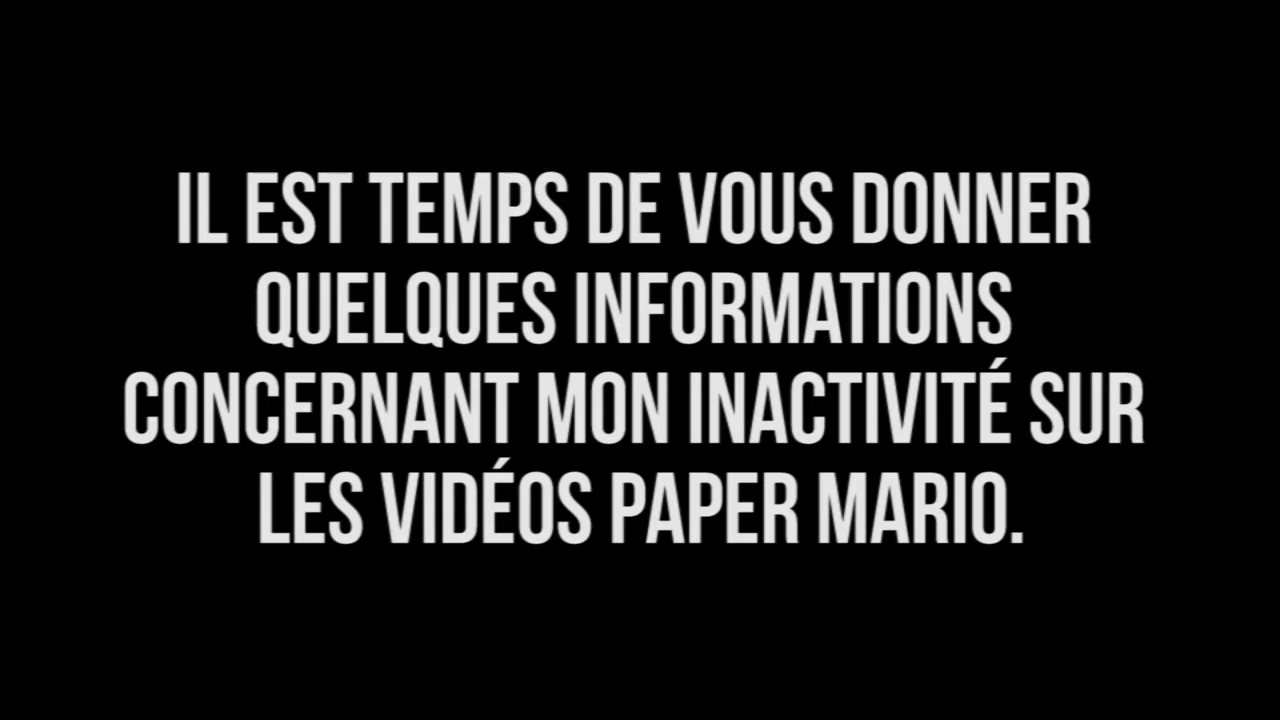 IL EST TEMPS DE VOUS DONNER
QUELQUES INFORMATIONS
CONCERNANT MON INACTIVITÉ SUR
LES VIDÉOS PAPER MARIO.